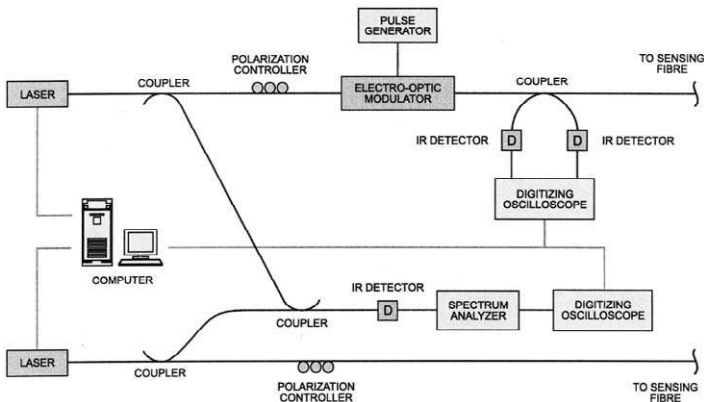 PULSE
GENERATOR
POLARIZATION
CONTROLLER
TO SENSING
FIBRE
COUPLER
COUPLER
LASER
ELECTRO-OPTIC
MODULATOR
IR DETECTOR
D
D
IR DETECTOR
DIGITIZING
OSCILLOSCOPE
COMPUTER
IR DETECTOR
D
SPECTRUM
ANALYZER
DIGITIZING
OSCILLOSCOPE
COUPLER
LASER
COUPLER
POLARIZATION
CONTROLLER
TO SENSING
FIBRE